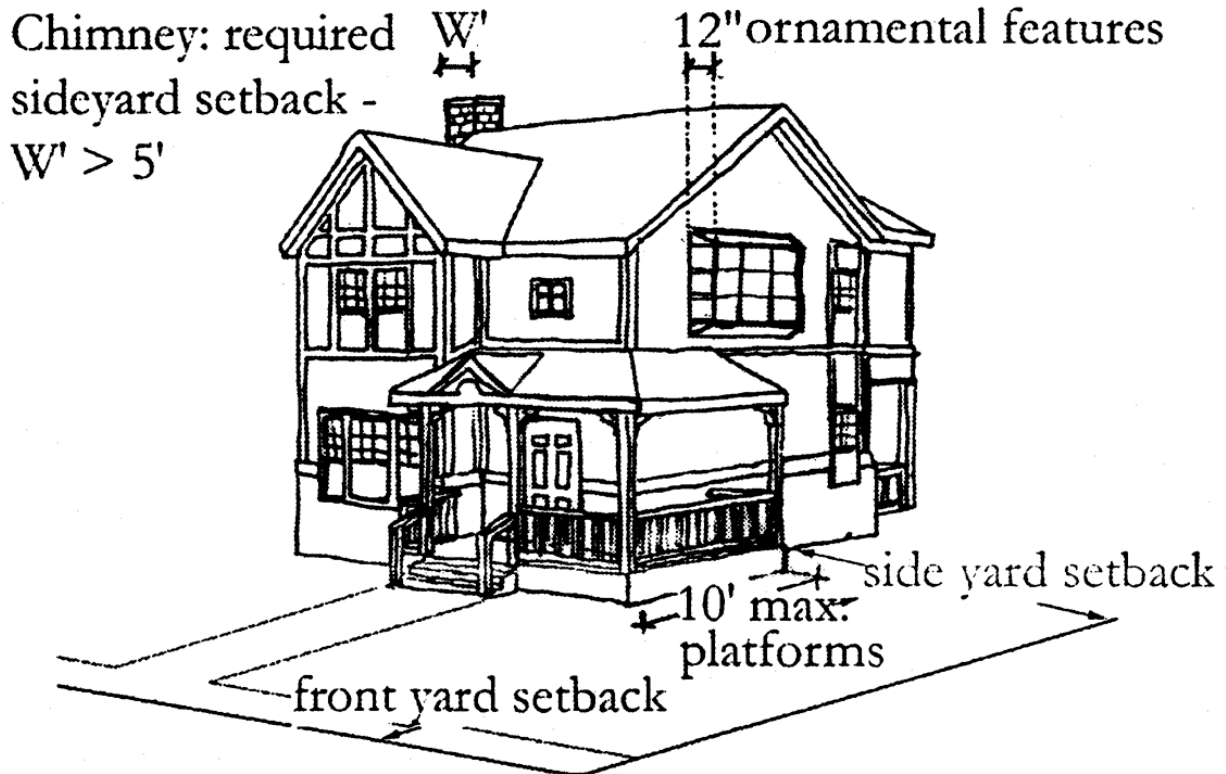 Chimney: required
sideyard setback -
W' > 5'
W'
12" ornamental features
side yard setback
10' max.
platforms
front yard setback